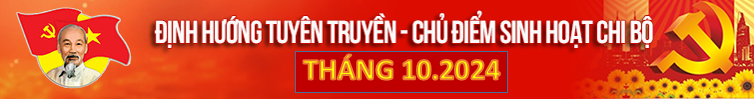 ĐỊNH HƯỚNG TUYÊN TRUYỀN - CHỦ ĐIỂM SINH HOẠT CHI BỘ
THÁNG 10.2024